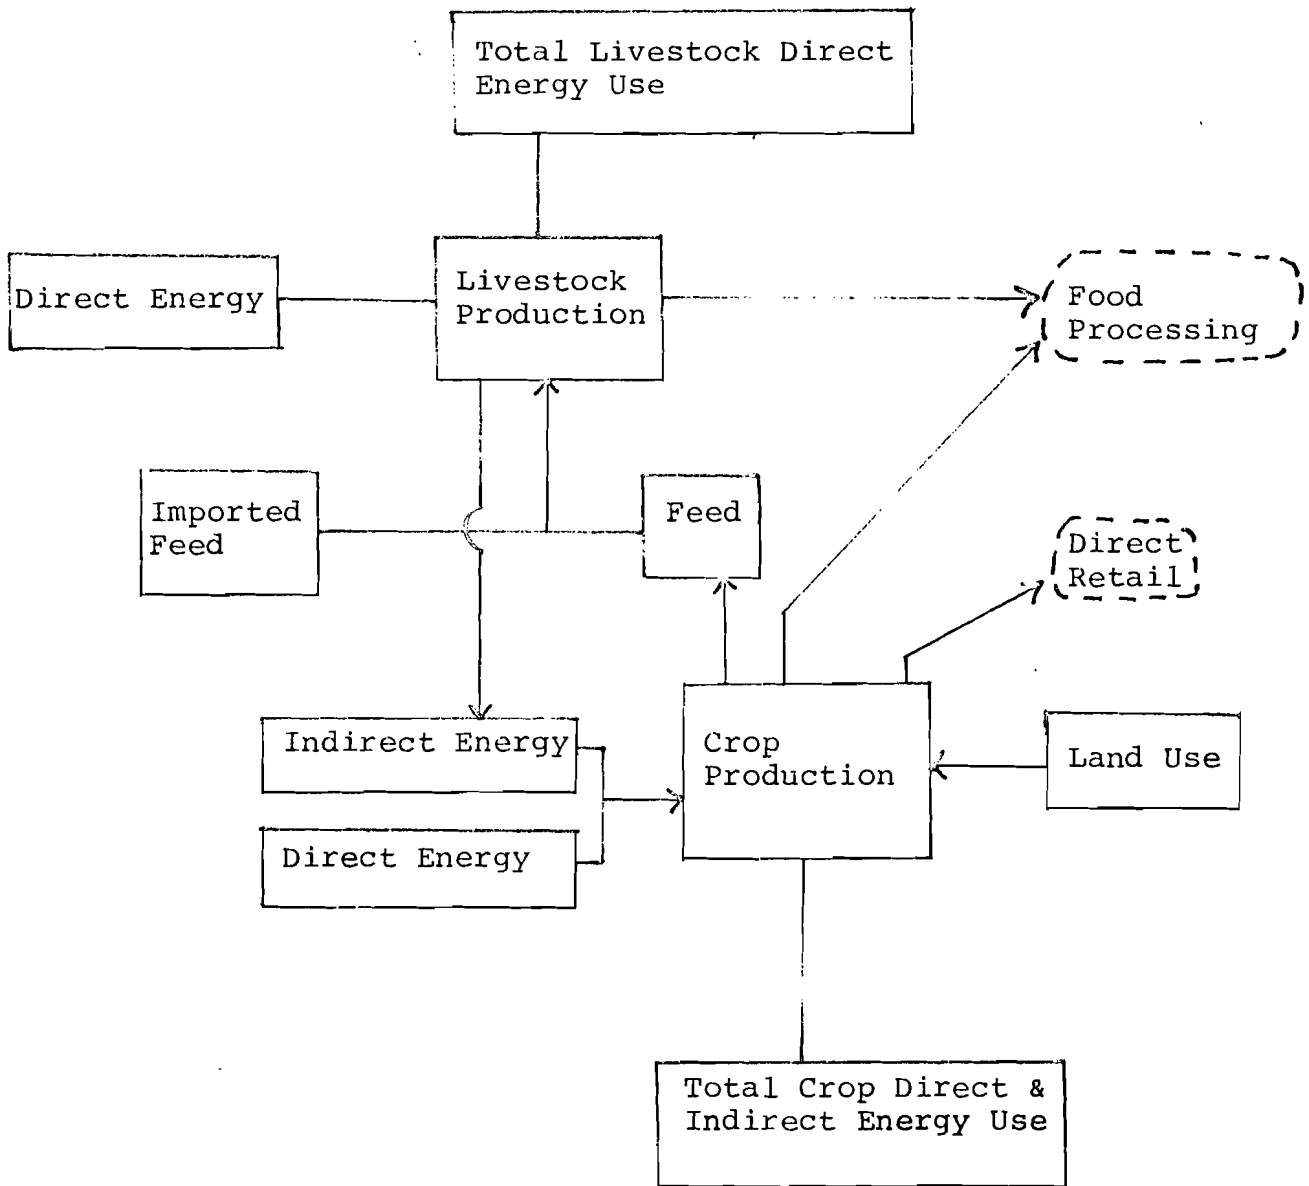 Total Livestock Direct
Energy Use
Direct Energy
Livestock
Production
Food
Processing
Imported
Feed
Feed
Direct
Retail
Indirect Energy
Direct Energy
Crop
Production
Land Use
Total Crop Direct &
Indirect Energy Use